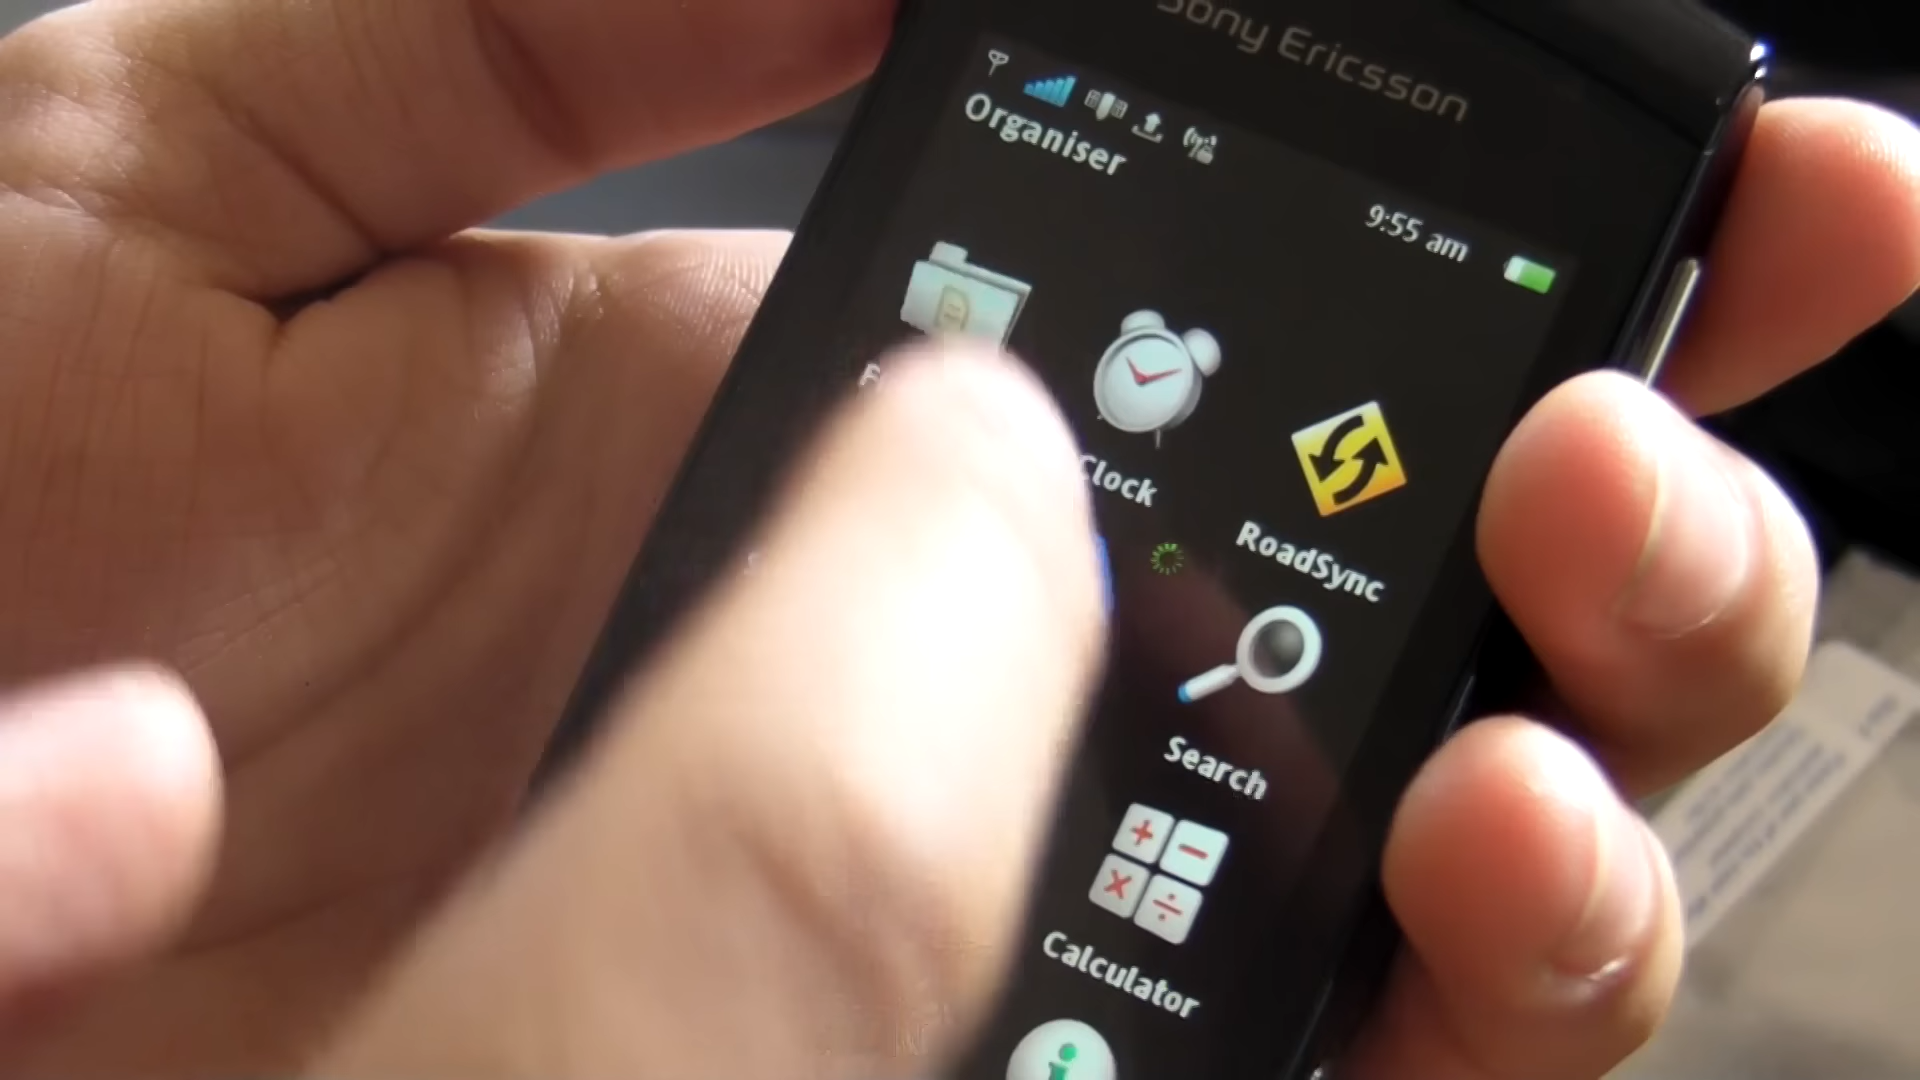 Sony Ericsson
Organiser
9:55 am
Clock
RoadSync
Search
Calculator